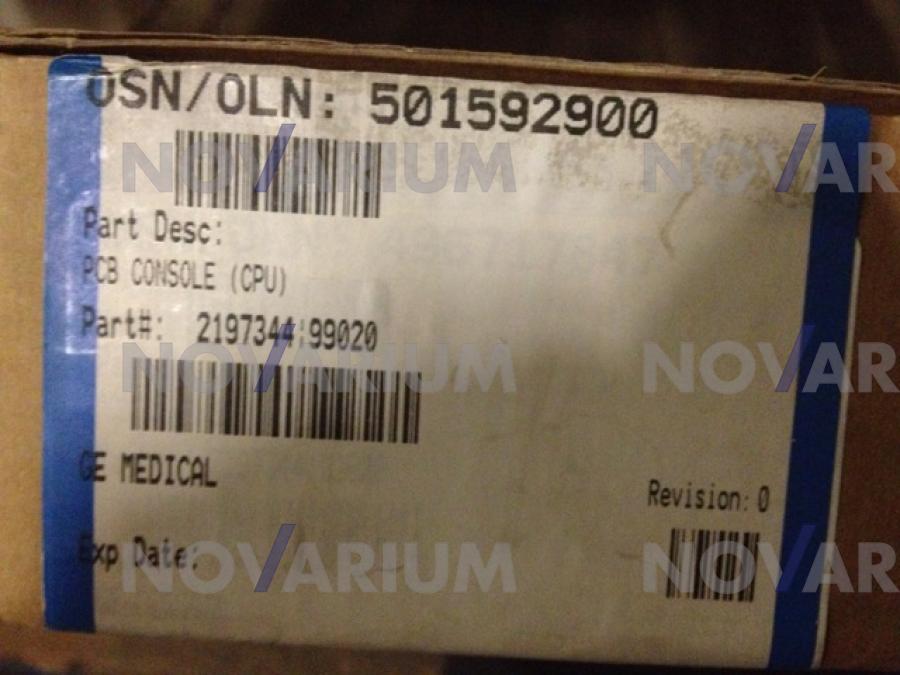 OSN/OLN: 501592900
NOVARIUM NOVAR
Part Desc:
PCB CONSOLE (CPU)
Part#: 2197344:99020
NOVARIUM NOVAR
GE MEDICAL
Revision: 0
Exp Date:
NOVARIUM NOVAR